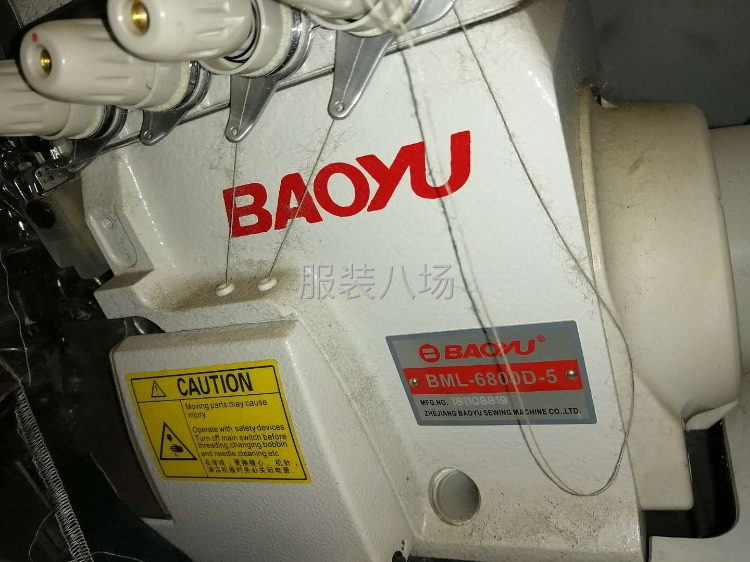 BAOYU
服装八场
BAOYU®
BML-6800D-5
MFG.NO. 181108819
ZHEJIANG BAOYU SEWING MACHINE CO.,LTD.
CAUTION
Moving parts may cause
injury.
Operate with safety devices
Turn off main switch before
threading,changing,bobbin
and needle,cleaning.etc